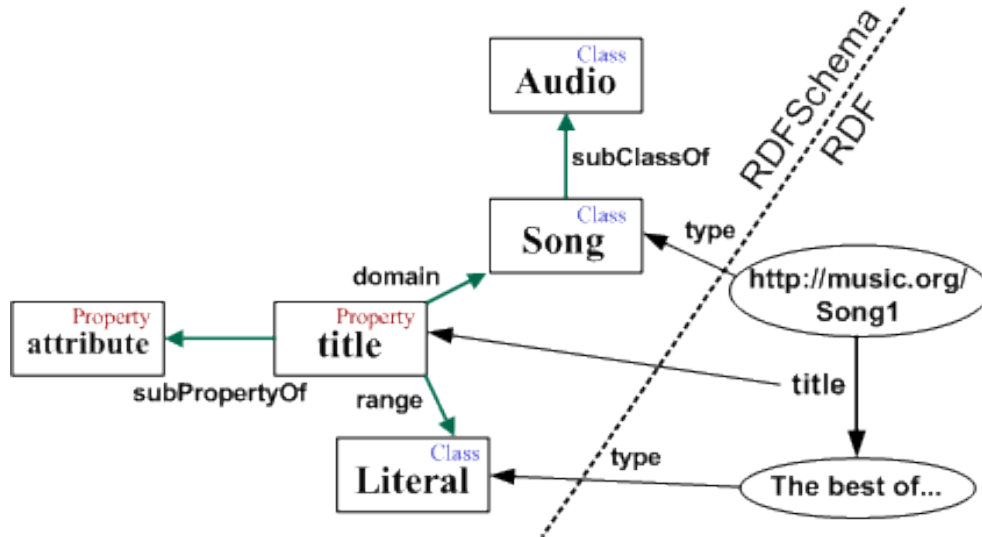 Class
Audio
RDFSchema
RDF
subClassOf
Class
Song
type
http://music.org/
Song1
domain
Property
attribute
Property
title
subPropertyOf
range
title
Class
Literal
type
The best of...